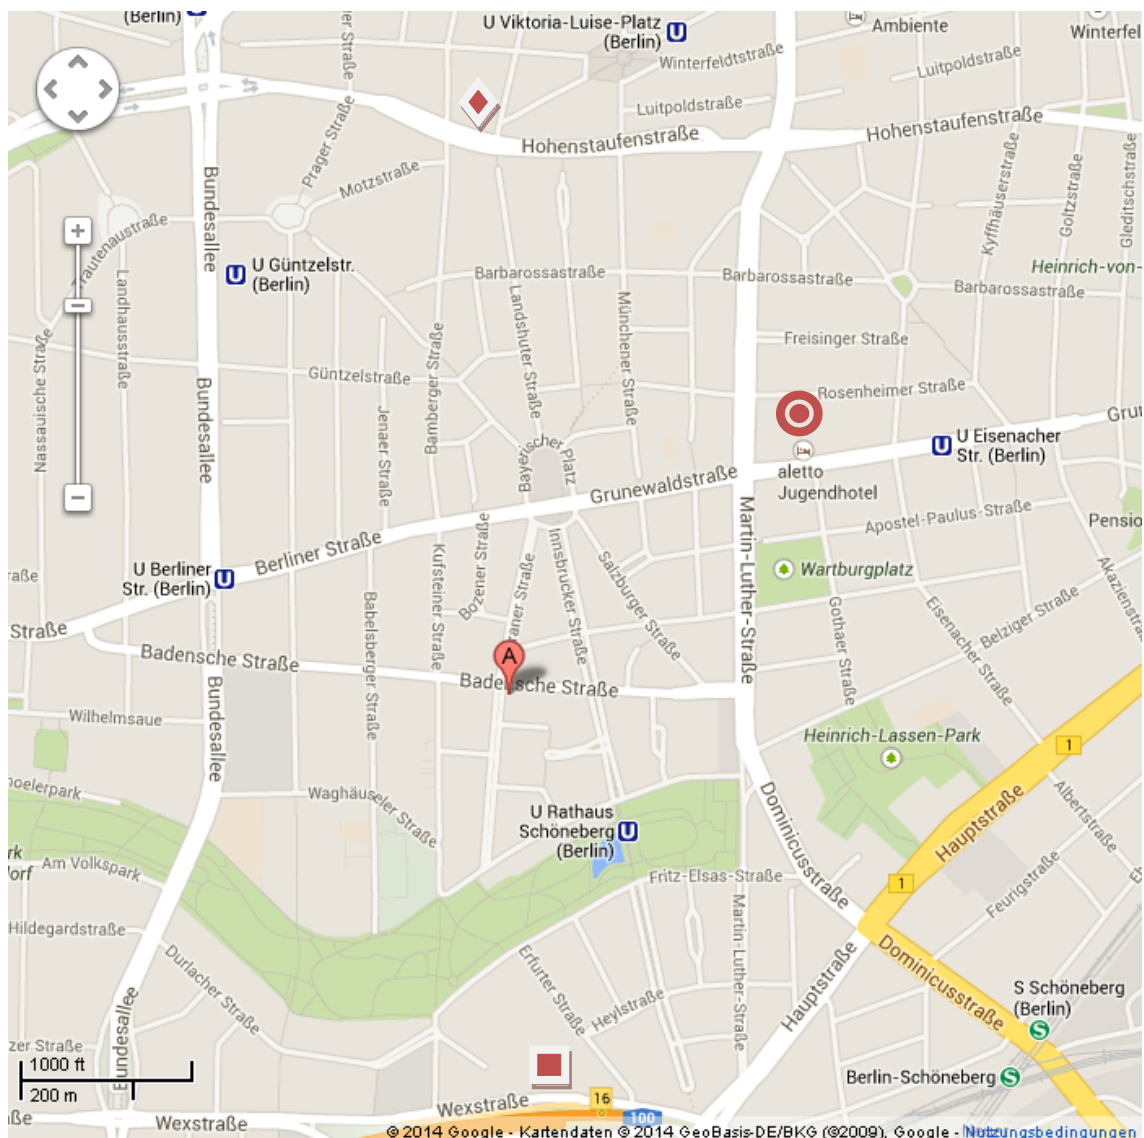 (Berlin)
U Viktoria-Luise-Platz
(Berlin)
Ambiente
Winterfel
Winterfeldtstraße
Luitpoldstraße
Luitpoldstraße
Prager Straße
Hohenstaufenstraße
Hohenstaufenstraße
Motzstraße
Bundesallee
Kyffhäuserstraße
Goltzstraße
Gleditschstraße
U Güntzelstr.
(Berlin)
Landhausstraße
Barbarossastraße
Barbarossastraße
Barbarossastraße
Heinrich-von-
Landshuter Straße
Münchener Straße
Bamberger Straße
Nassauische Straße
Freisinger Straße
Güntzelstraße
Rosenheimer Straße
Bundesallee
Jenaer Straße
Bayerischer Platz
U Eisenacher
Str. (Berlin)
aletto
Jugendhotel
Grunewaldstraße
Martin-Luther-Straße
Apostel-Paulus-Straße
Pensio
Berliner Straße
U Berliner
Str. (Berlin)
raße
Straße
Kufsteiner Straße
Bozener Straße
Innsbrucker Straße
Salzburger Straße
Wartburgplatz
Babelsberger Straße
Gothaer Straße
Eisenacher Straße
Belziger Straße
Badensche Straße
A
Badensche Straße
Wilhelmsaue
Bundesallee
Heinrich-Lassen-Park
1
Waghäuseler Straße
U Rathaus
Schöneberg
(Berlin)
Dominicusstraße
Hauptstraße
Albertstraße
Am Volkspark
Fritz-Elsas-Straße
1
Feurigstraße
Hildegardstraße
Durlacher Straße
Erfurter Straße
Heylstraße
Martin-Luther-Straße
Hauptstraße
Dominicusstraße
S Schöneberg
(Berlin)
Bundesallee
zer Straße
1000 ft
200 m
Berlin-Schöneberg
Wexstraße
Wexstraße
16
100
© 2014 Google - Kartendaten © 2014 GeoBasis-DE/BKG (©2009), Google - Nutzungsbedingungen